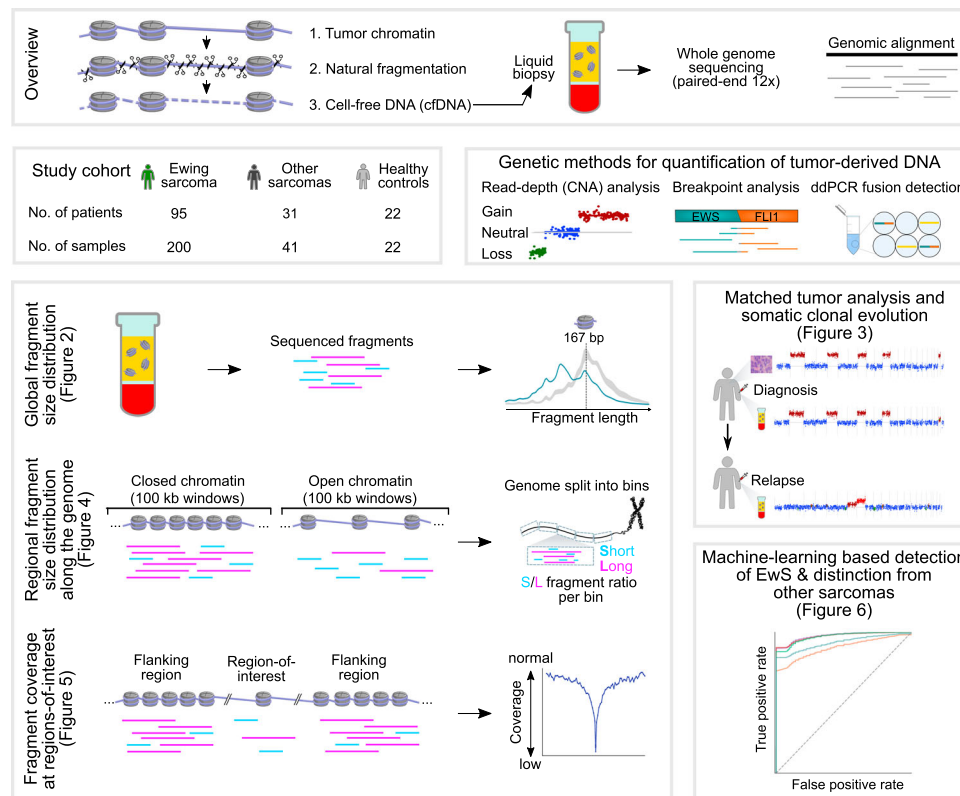 Overview
1. Tumor chromatin
2. Natural fragmentation
3. Cell-free DNA (cfDNA)
Liquid
biopsy
Whole genome
sequencing
(paired-end 12x)
Genomic alignment
Study cohort
Ewing
sarcoma
Other
sarcomas
Healthy
controls
No. of patients 95 31 22
No. of samples 200 41 22
Genetic methods for quantification of tumor-derived DNA
Read-depth (CNA) analysis
Gain
Neutral
Loss
Breakpoint analysis
EWS FLI1
ddPCR fusion detection
Global fragment
size distribution
(Figure 2)
Sequenced fragments
167 bp
Fragment length
Regional fragment
size distribution
along the genome
(Figure 4)
Closed chromatin
(100 kb windows)
Open chromatin
(100 kb windows)
... ... ...
Genome split into bins
Short
Long
S/L fragment ratio
per bin
Fragment coverage
at regions-of-interest
(Figure 5)
Flanking
region
Region-of-
interest
Flanking
region
... // // ...
normal
Coverage
low
Matched tumor analysis and
somatic clonal evolution
(Figure 3)
Diagnosis
Relapse
Machine-learning based detection
of EwS & distinction from
other sarcomas
(Figure 6)
True positive rate
False positive rate